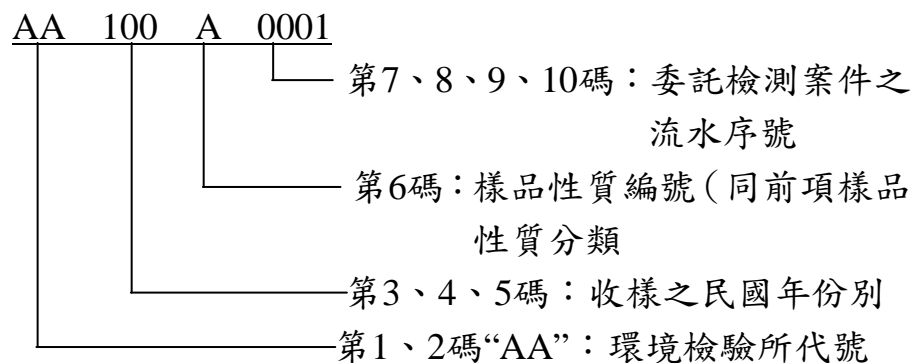 AA 100 A 0001
第7、8、9、10碼：委託檢測案件之
流水序號
第6碼：樣品性質編號（同前項樣品
性質分類
第3、4、5碼：收樣之民國年份別
第1、2碼“AA”：環境檢驗所代號